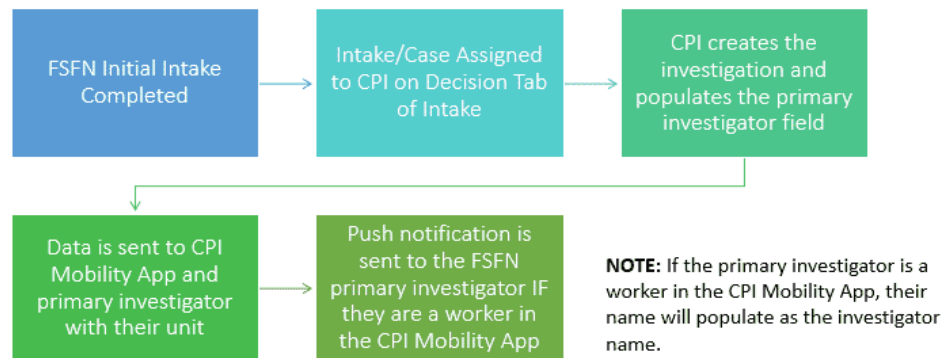 FSFN Initial Intake
Completed
Intake/Case Assigned
to CPI on Decision Tab
of Intake
CPI creates the
investigation and
populates the primary
investigator field
Data is sent to CPI
Mobility App and
primary investigator
with their unit
Push notification is
sent to the FSFN
primary investigator IF
they are a worker in
the CPI Mobility App
NOTE: If the primary investigator is a
worker in the CPI Mobility App, their
name will populate as the investigator
name.